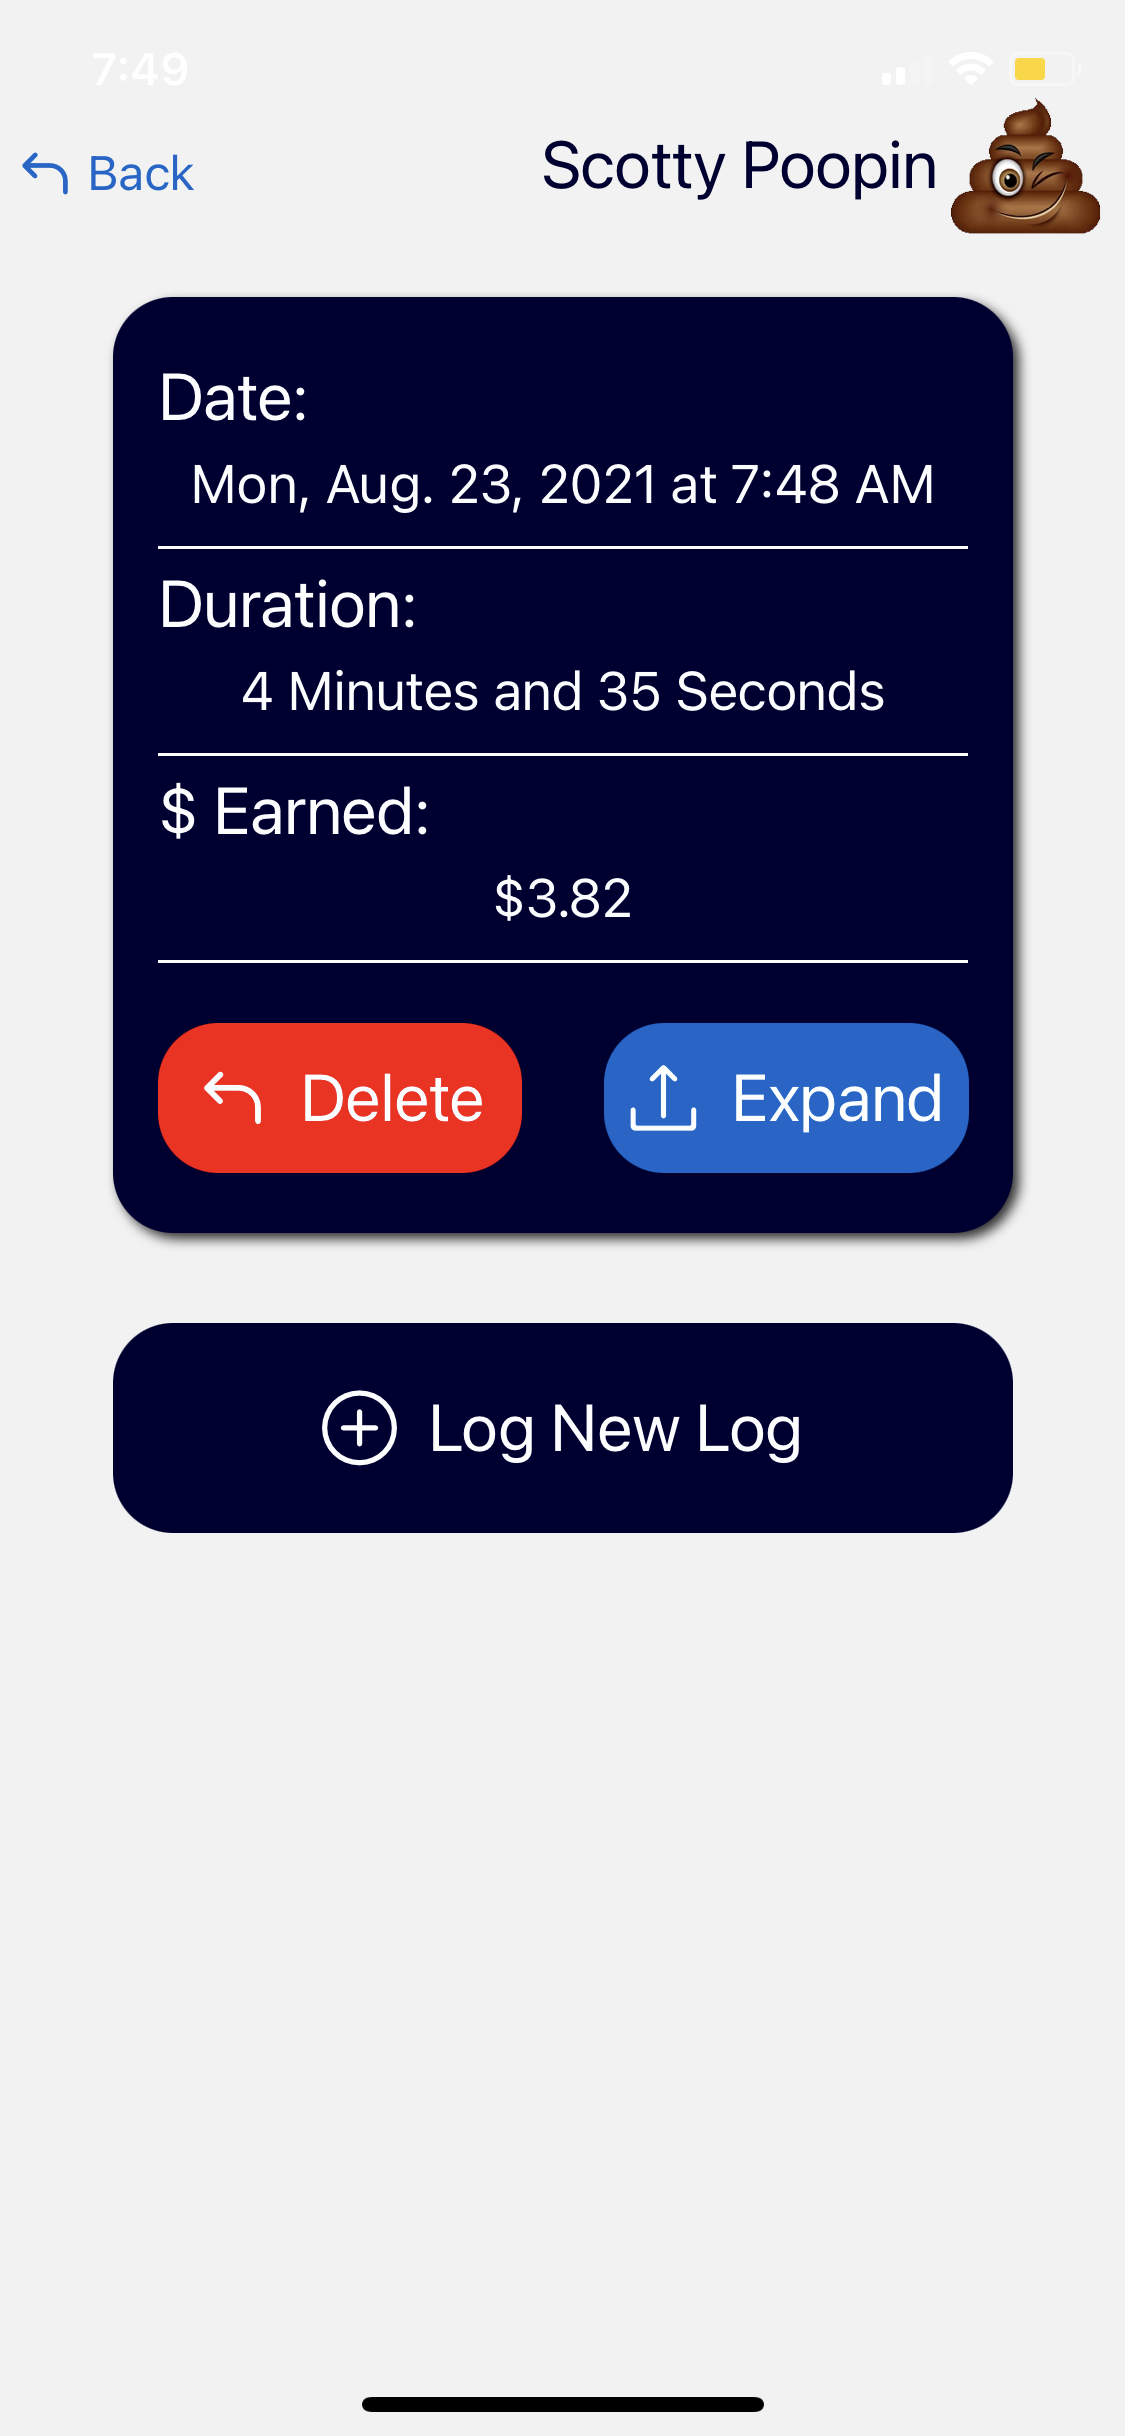 7:49
Back
Scotty Poopin
Date:
Mon, Aug. 23, 2021 at 7:48 AM
Duration:
4 Minutes and 35 Seconds
$ Earned:
$3.82
Delete
Expand
Log New Log